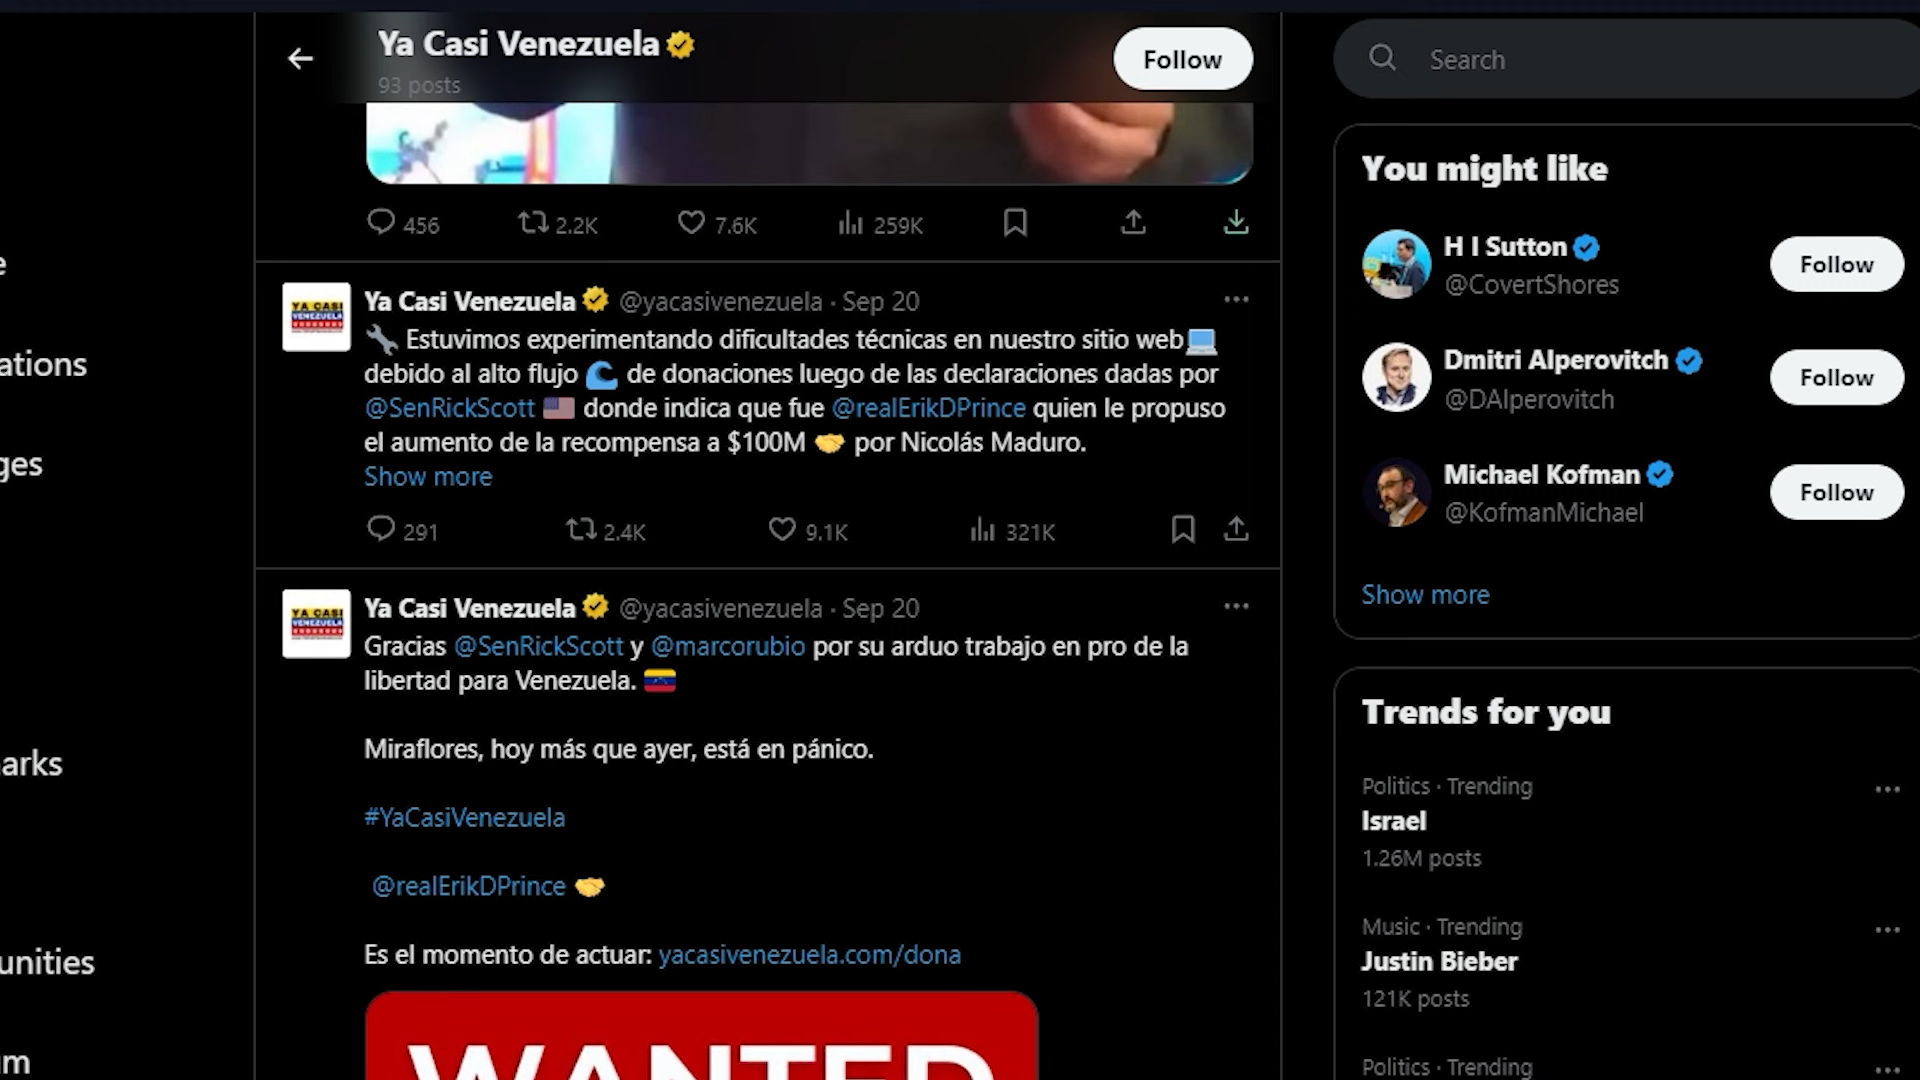 Ya Casi Venezuela
93 posts
Follow
456
2.2K
7.6K
259K
Ya Casi Venezuela @yacasivenezuela · Sep 20
🔧 Estuvimos experimentando dificultades técnicas en nuestro sitio web💻
debido al alto flujo 🌊 de donaciones luego de las declaraciones dadas por
@SenRickScott 🇺🇸 donde indica que fue @realErikDPrince quien le propuso
el aumento de la recompensa a $100M 🤝 por Nicolás Maduro.
Show more
291
2.4K
9.1K
321K
YA CASI
VENEZUELA
Ya Casi Venezuela @yacasivenezuela · Sep 20
Gracias @SenRickScott y @marcorubio por su arduo trabajo en pro de la
libertad para Venezuela. 🇻🇪
Miraflores, hoy más que ayer, está en pánico.
#YaCasiVenezuela
@realErikDPrince 🤝
Es el momento de actuar: yacasivenezuela.com/dona
WANTED
YA CASI
VENEZUELA
e
ations
ges
arks
unities
m
Search
You might like
H I Sutton
@CovertShores
Follow
Dmitri Alperovitch
@DAlperovitch
Follow
Michael Kofman
@KofmanMichael
Follow
Show more
Trends for you
Politics · Trending
Israel
1.26M posts
Music · Trending
Justin Bieber
121K posts
Politics · Trending